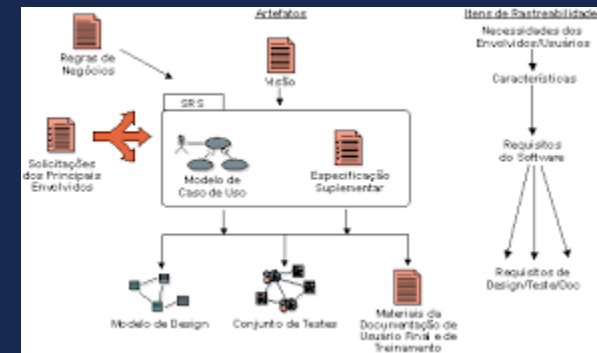 Artefatos
Itens de Rastreabilidade
Regras de
Negócios
Visão
Necessidades dos
Envolvidos/Usuários
Características
SRS
Solicitações
dos Principais
Envolvidos
Modelo de
Caso de Uso
Especificação
Suplementar
Requisitos
do Software
Requisitos de
Design/Teste/Doc
Modelo de Design
Conjunto de Testes
Materiais da
Documentação de
Usuário Final e de
Treinamento